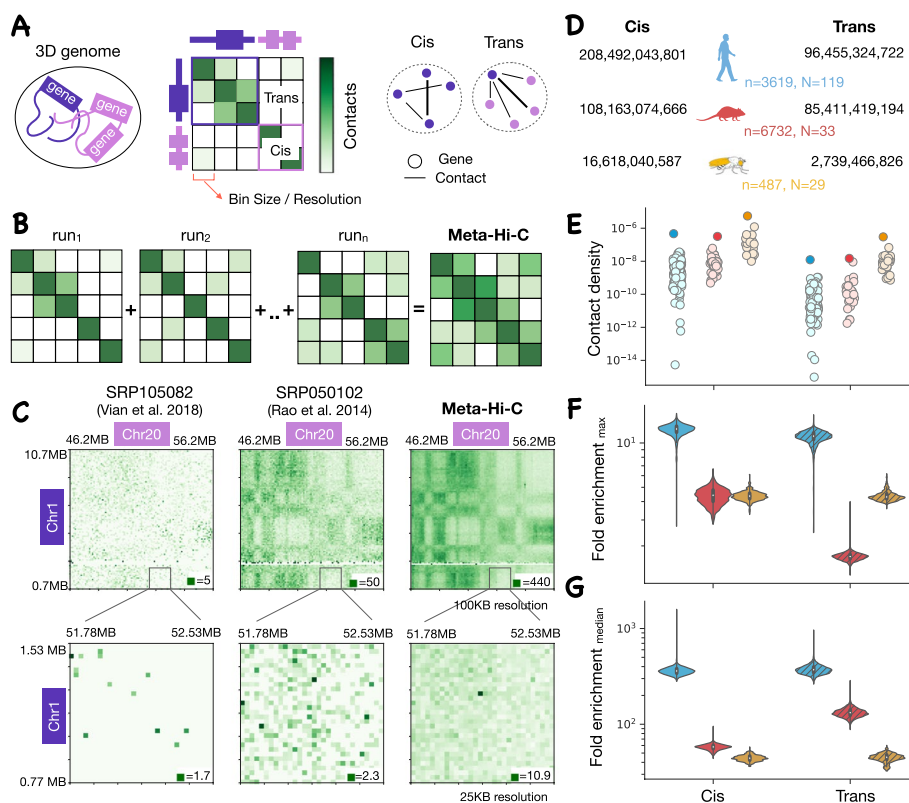 A
3D genome
gene
gene
gene
Trans
Cis
Contacts
Bin Size / Resolution
Cis
Trans
Gene
Contact
D
Cis
Trans
208,492,043,801
96,455,324,722
n=3619, N=119
108,163,074,666
85,411,419,194
n=6732, N=33
16,618,040,587
2,739,466,826
n=487, N=29
B
run1
run2
runn
Meta-Hi-C
+
+..+
=
E
Contact density
10⁻⁶
10⁻⁸
10⁻¹⁰
10⁻¹²
10⁻¹⁴
C
SRP105082
(Vian et al. 2018)
SRP050102
(Rao et al. 2014)
Meta-Hi-C
46.2MB
Chr20
56.2MB
46.2MB
Chr20
56.2MB
46.2MB
Chr20
56.2MB
10.7MB
Chr1
0.7MB
=5
=50
=440
100KB resolution
51.78MB
52.53MB
51.78MB
52.53MB
51.78MB
52.53MB
1.53 MB
Chr1
0.77 MB
=1.7
=2.3
=10.9
25KB resolution
F
Fold enrichment max
10¹
G
Fold enrichment median
10³
10²
Cis
Trans